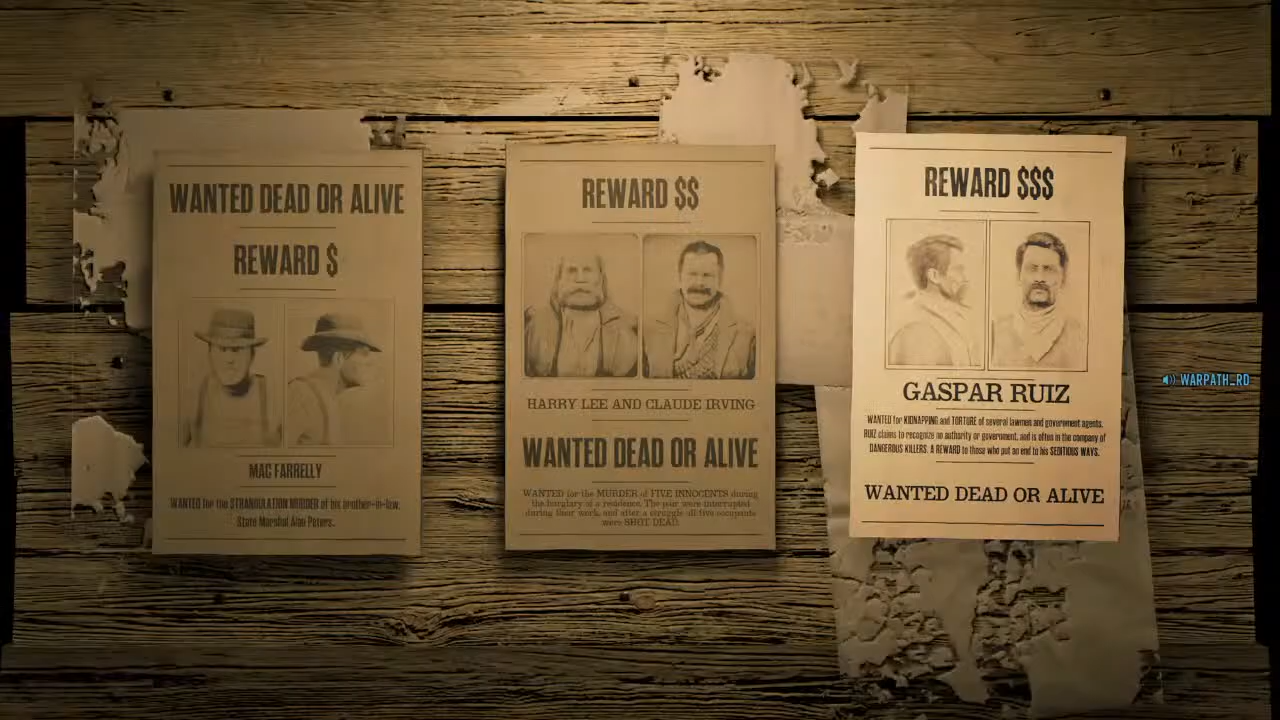 WANTED DEAD OR ALIVE
REWARD $
MAC FARRELLY
WANTED for the STRANGULATION MURDER of his brother-in-law,
State Marshal Alan Peters.
REWARD $$
HARRY LEE AND CLAUDE IRVING
WANTED DEAD OR ALIVE
WANTED for the MURDER of FIVE INNOCENTS during
the burglary of a residence. The pair were interrupted
during their work, and after a struggle all five occupants
were SHOT DEAD.
REWARD $$$
GASPAR RUIZ
WANTED for KIDNAPPING and TORTURE of several lawmen and government agents.
RUIZ claims to recognize no authority or government, and is often in the company of
DANGEROUS KILLERS. A REWARD to those who put an end to his SEDITIOUS WAYS.
WANTED DEAD OR ALIVE
WARPATH_RD